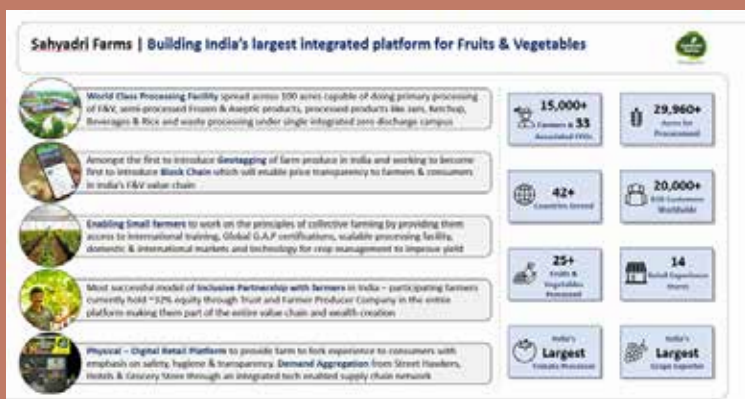 Sahyadri Farms | Building India's largest integrated platform for Fruits & Vegetables
World Class Processing Facility spread across 100 acres capable of doing primary processing
of F&V, semi-processed Frozen & Aseptic products, processed products like Jam, Ketchup,
Beverages & Rice and waste processing under single integrated zero discharge campus
Amongst the first to introduce Geotagging of farm produce in India and working to become
first to introduce Block Chain which will enable price transparency to farmers & consumers
in India's F&V value chain
Enabling Small farmers to work on the principles of collective farming by providing them
access to international training, Global G.A.P certifications, scalable processing facility,
domestic & international markets and technology for crop management to improve yield
Most successful model of Inclusive Partnership with farmers in India – participating farmers
currently hold ~32% equity through Trust and Farmer Producer Company in the entire
platform making them part of the entire value chain and wealth creation
Physical – Digital Retail Platform to provide farm to fork experience to consumers with
emphasis on safety, hygiene & transparency. Demand Aggregation from Street Hawkers,
Hotels & Grocery Store through an integrated tech enabled supply chain network
15,000+
Farmers & 33
Associated FPOs
29,960+
Acres for
Procurement
42+
Countries Served
20,000+
B2B Customers
Worldwide
25+
Fruits &
Vegetables
Processed
14
Retail Experience
Stores
India's
Largest
Tomato Processor
India's
Largest
Grape Exporter